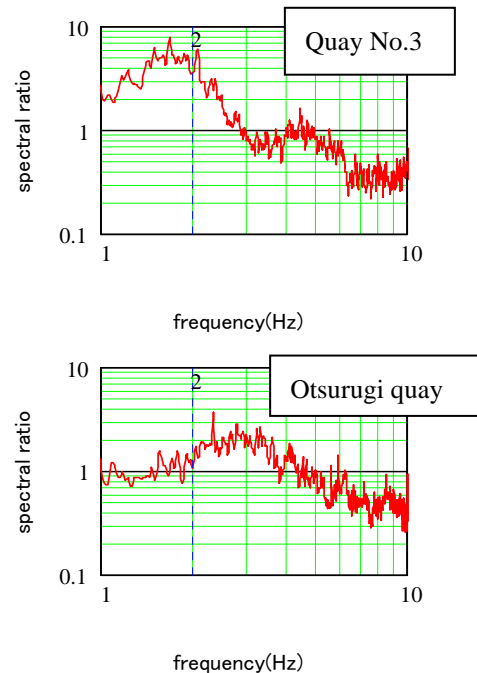 Quay No.3
10
2
1
0.1
1
10
spectral ratio
frequency(Hz)
Otsurugi quay
10
2
1
0.1
1
10
spectral ratio
frequency(Hz)